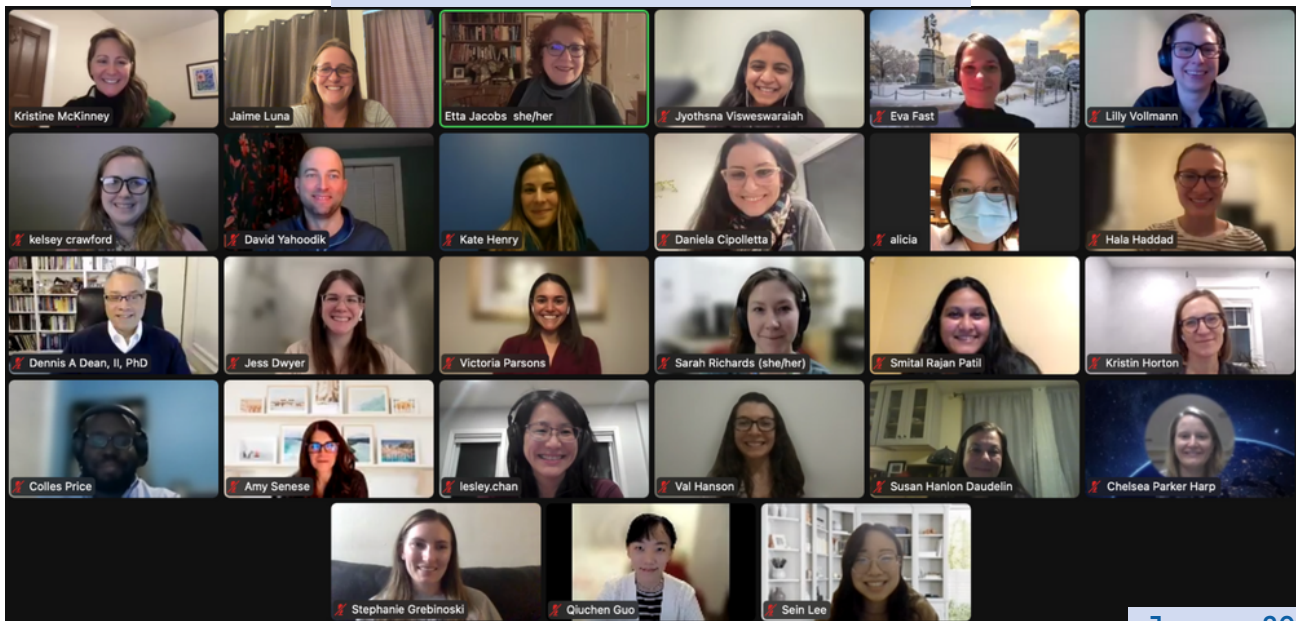 Kristine McKinney
Jaime Luna
Etta Jacobs she/her
Jyothsna Visweswaraiah
Eva Fast
Lilly Vollmann
kelsey crawford
David Yahoodik
Kate Henry
Daniela Cipolletta
alicia
Hala Haddad
Dennis A Dean, II, PhD
Jess Dwyer
Victoria Parsons
Sarah Richards (she/her)
Smital Rajan Patil
Kristin Horton
Colles Price
Amy Senese
lesley.chan
Val Hanson
Susan Hanlon Daudelin
Chelsea Parker Harp
Stephanie Grebinoski
Qiuchen Guo
Sein Lee